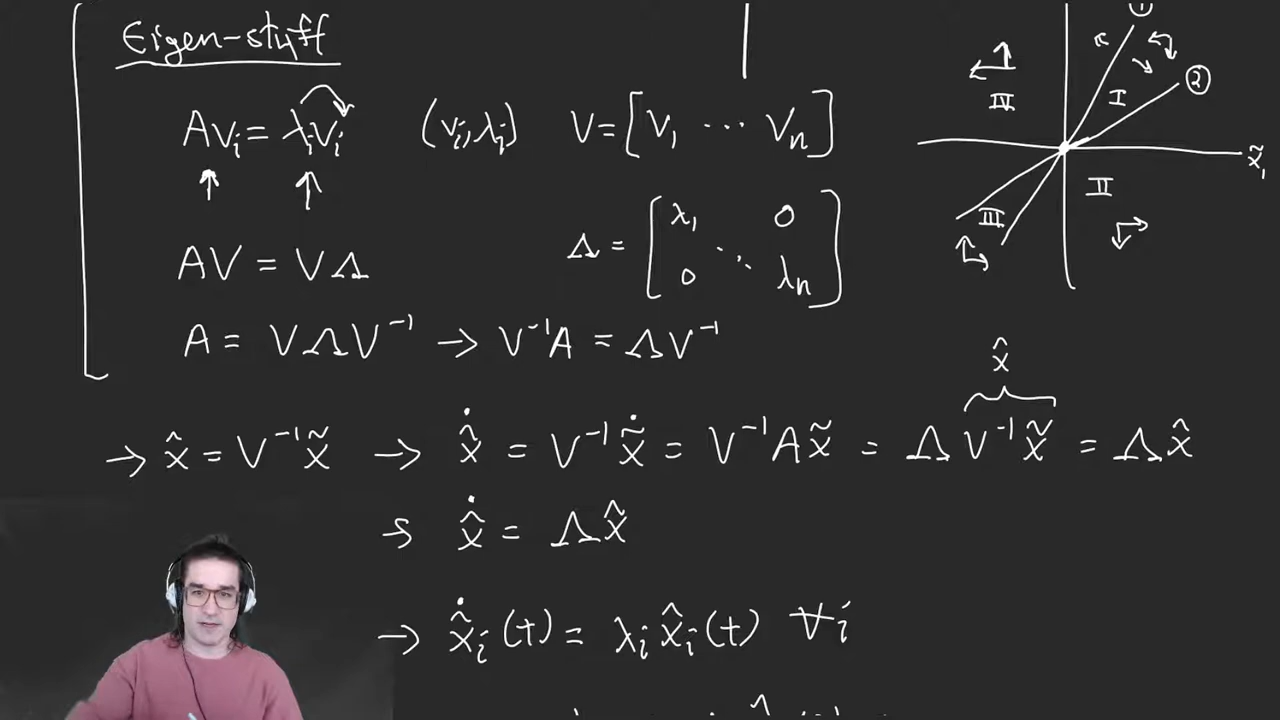 Eigen-stuff
Avᵢ = λᵢvᵢ (vᵢ, λᵢ) V = [v₁ ⋯ vₙ]
AV = VΛ Λ = [λ₁ 0
⋱
0 λₙ]
A = VΛV⁻¹ → V⁻¹A = ΛV⁻¹
① ②
I
II
III
IV
x̃₁
x̂
→ x̂ = V⁻¹x̃ → x̂̇ = V⁻¹x̃̇ = V⁻¹Ax̃ = ΛV⁻¹x̃ = Λx̂
→ x̂̇ = Λx̂
→ x̂̇ᵢ(t) = λᵢx̂ᵢ(t) ∀i